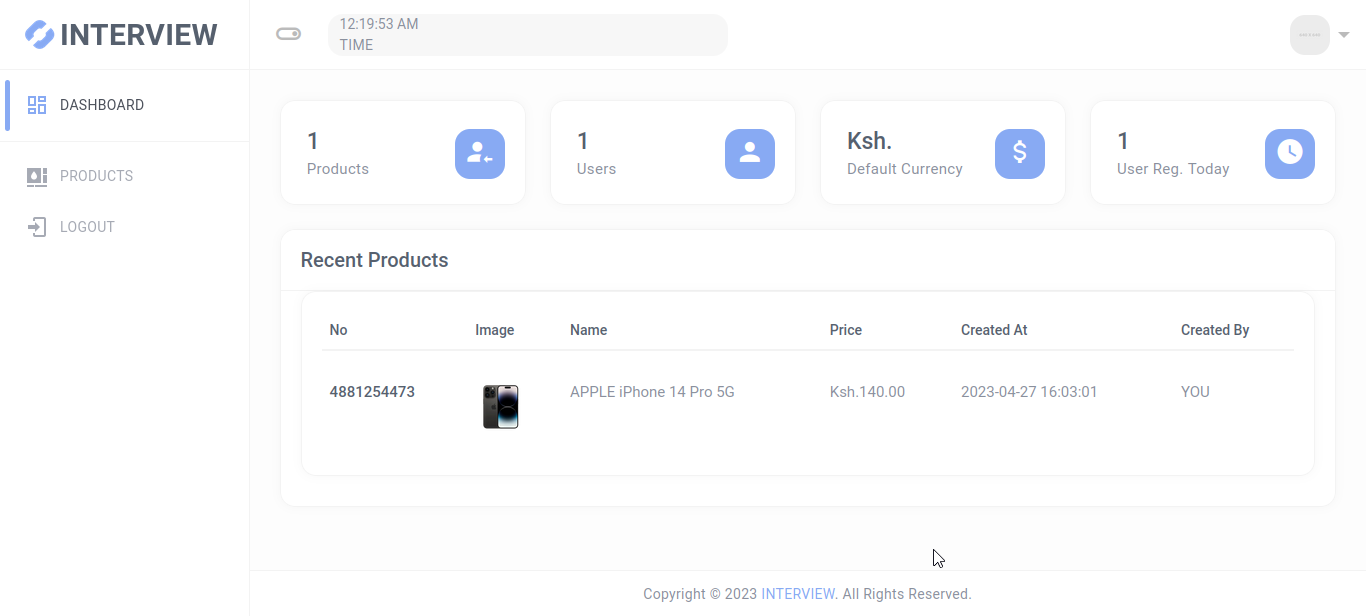 INTERVIEW
12:19:53 AM
TIME
DASHBOARD
PRODUCTS
LOGOUT
1
Products
1
Users
Ksh.
Default Currency
1
User Reg. Today
Recent Products
No Image Name Price Created At Created By
4881254473 APPLE iPhone 14 Pro 5G Ksh.140.00 2023-04-27 16:03:01 YOU
Copyright © 2023 INTERVIEW. All Rights Reserved.